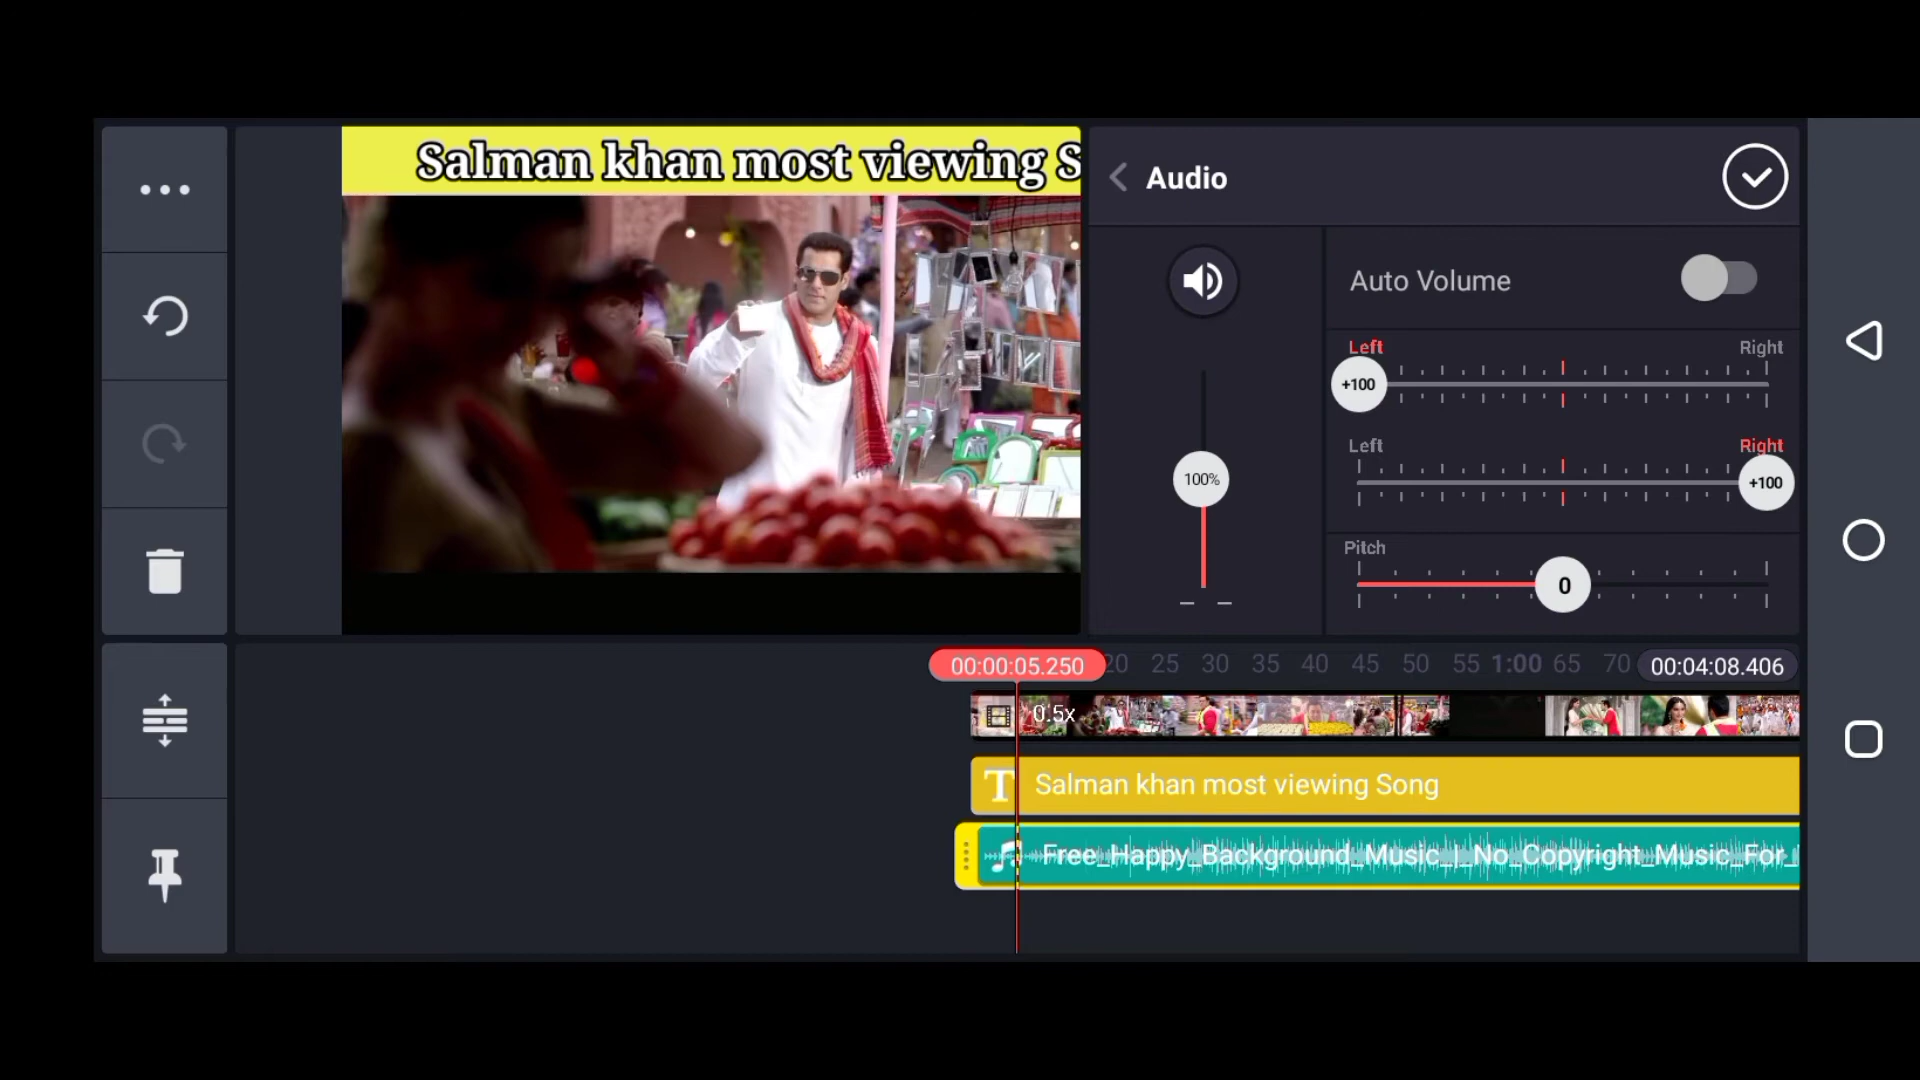 Salman khan most viewing S
Audio
Auto Volume
Left
Right
+100
Left
Right
+100
100%
Pitch
0
00:00:05.250
20 25 30 35 40 45 50 55 1:00 65 70
00:04:08.406
0.5x
T
Salman khan most viewing Song
Free_Happy_Background_Music_|_No_Copyright_Music_For_